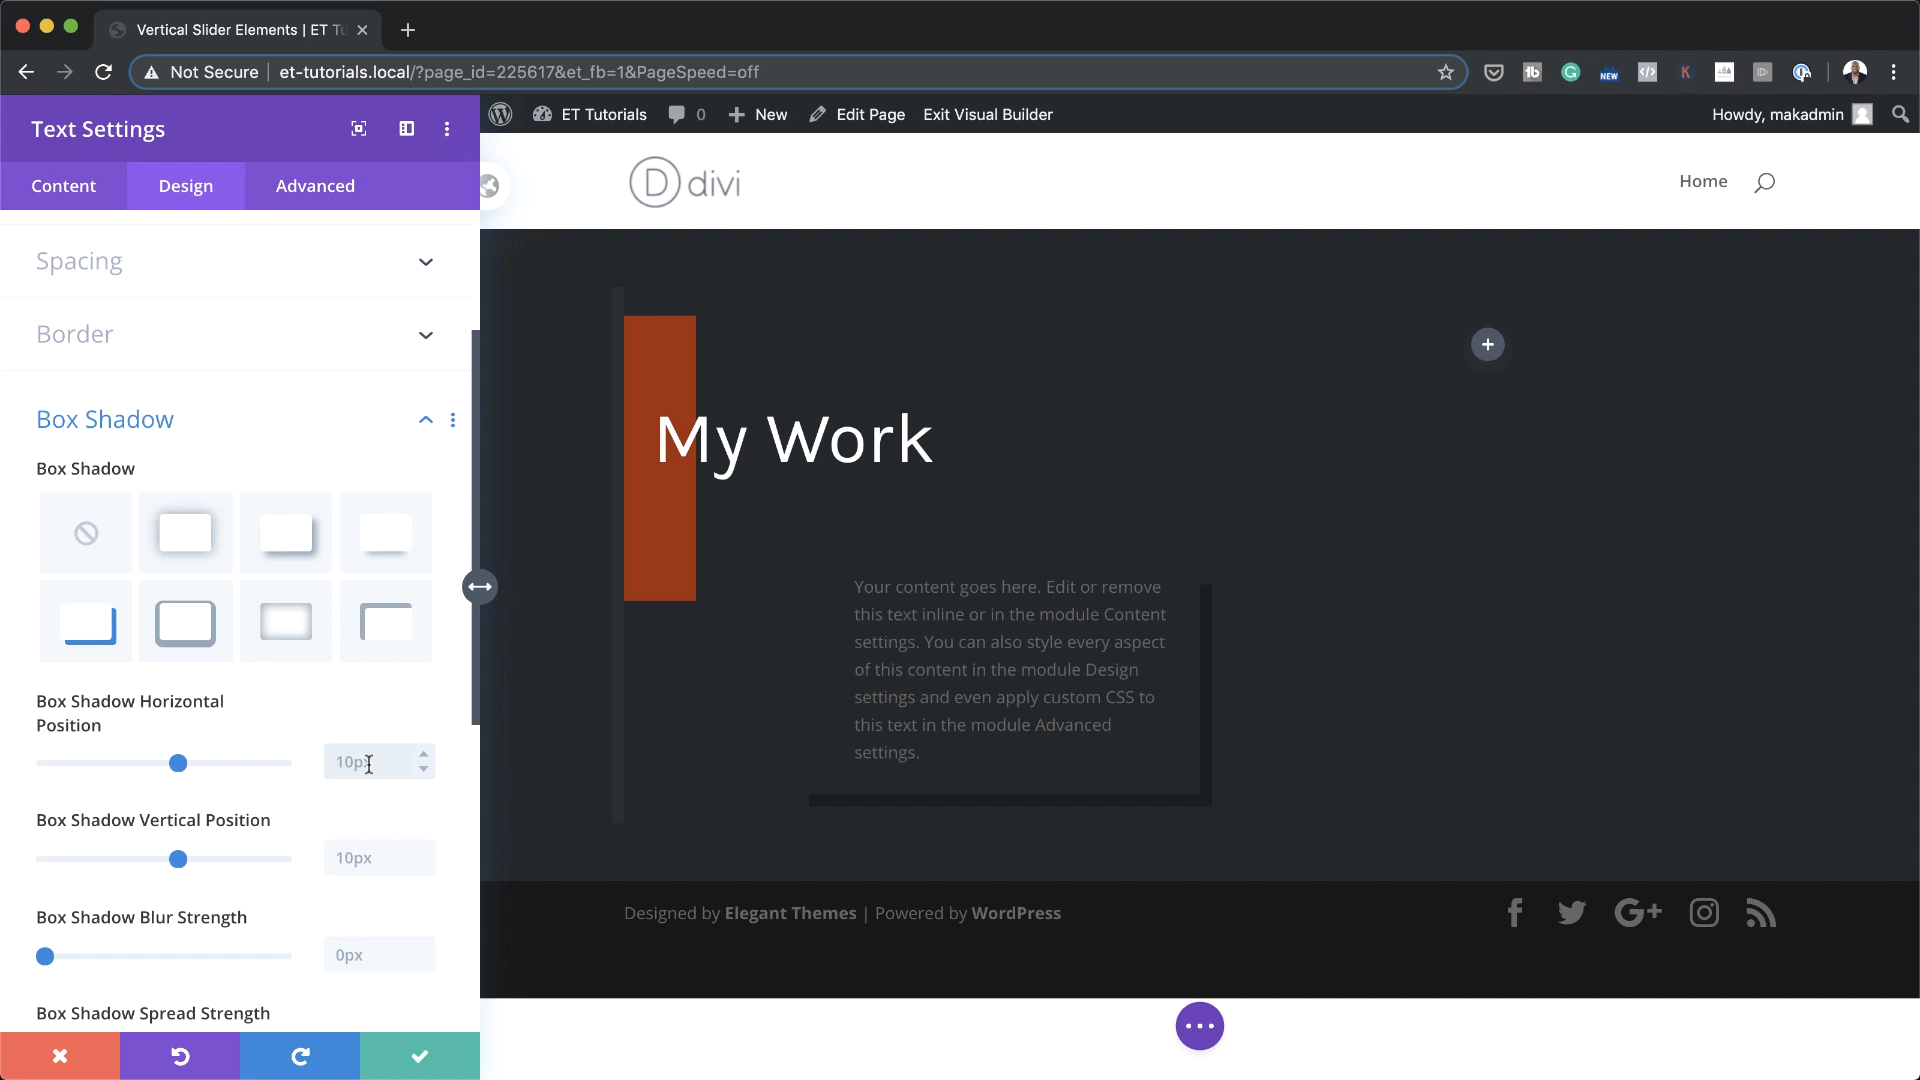 Vertical Slider Elements | ET Tu
Not Secure
et-tutorials.local/?page_id=225617&et_fb=1&PageSpeed=off
tb
G
NEW
K
Text Settings
ET Tutorials
0
New
Edit Page
Exit Visual Builder
Howdy, makadmin
Content
Design
Advanced
D divi
Home
Spacing
Border
Box Shadow
Box Shadow
My Work
Your content goes here. Edit or remove
this text inline or in the module Content
settings. You can also style every aspect
of this content in the module Design
settings and even apply custom CSS to
this text in the module Advanced
settings.
Box Shadow Horizontal
Position
10px
Box Shadow Vertical Position
10px
Box Shadow Blur Strength
0px
Box Shadow Spread Strength
Designed by Elegant Themes | Powered by WordPress